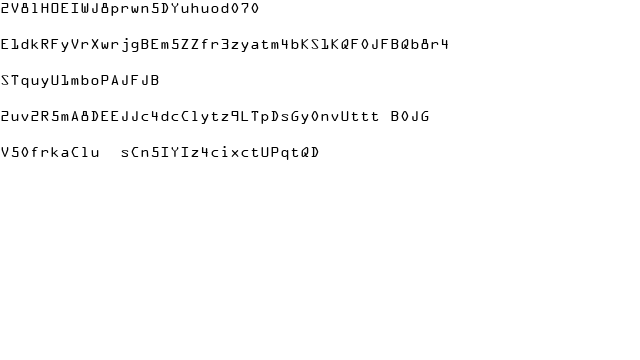 2V81HOEIWJ8prwn5DYuhuod070
E1dkRFyVrXwrjgBEm5ZZfr3zyatm4bKS1KQF0JFBQb8r4
STquyU1mboPAJFJB
2uv2R5mA8DEEJJc4dcClytz9LTpDsGy0nvUttt B0JG
V50frkaClu  sCn5IYIz4cixctUPqtQD